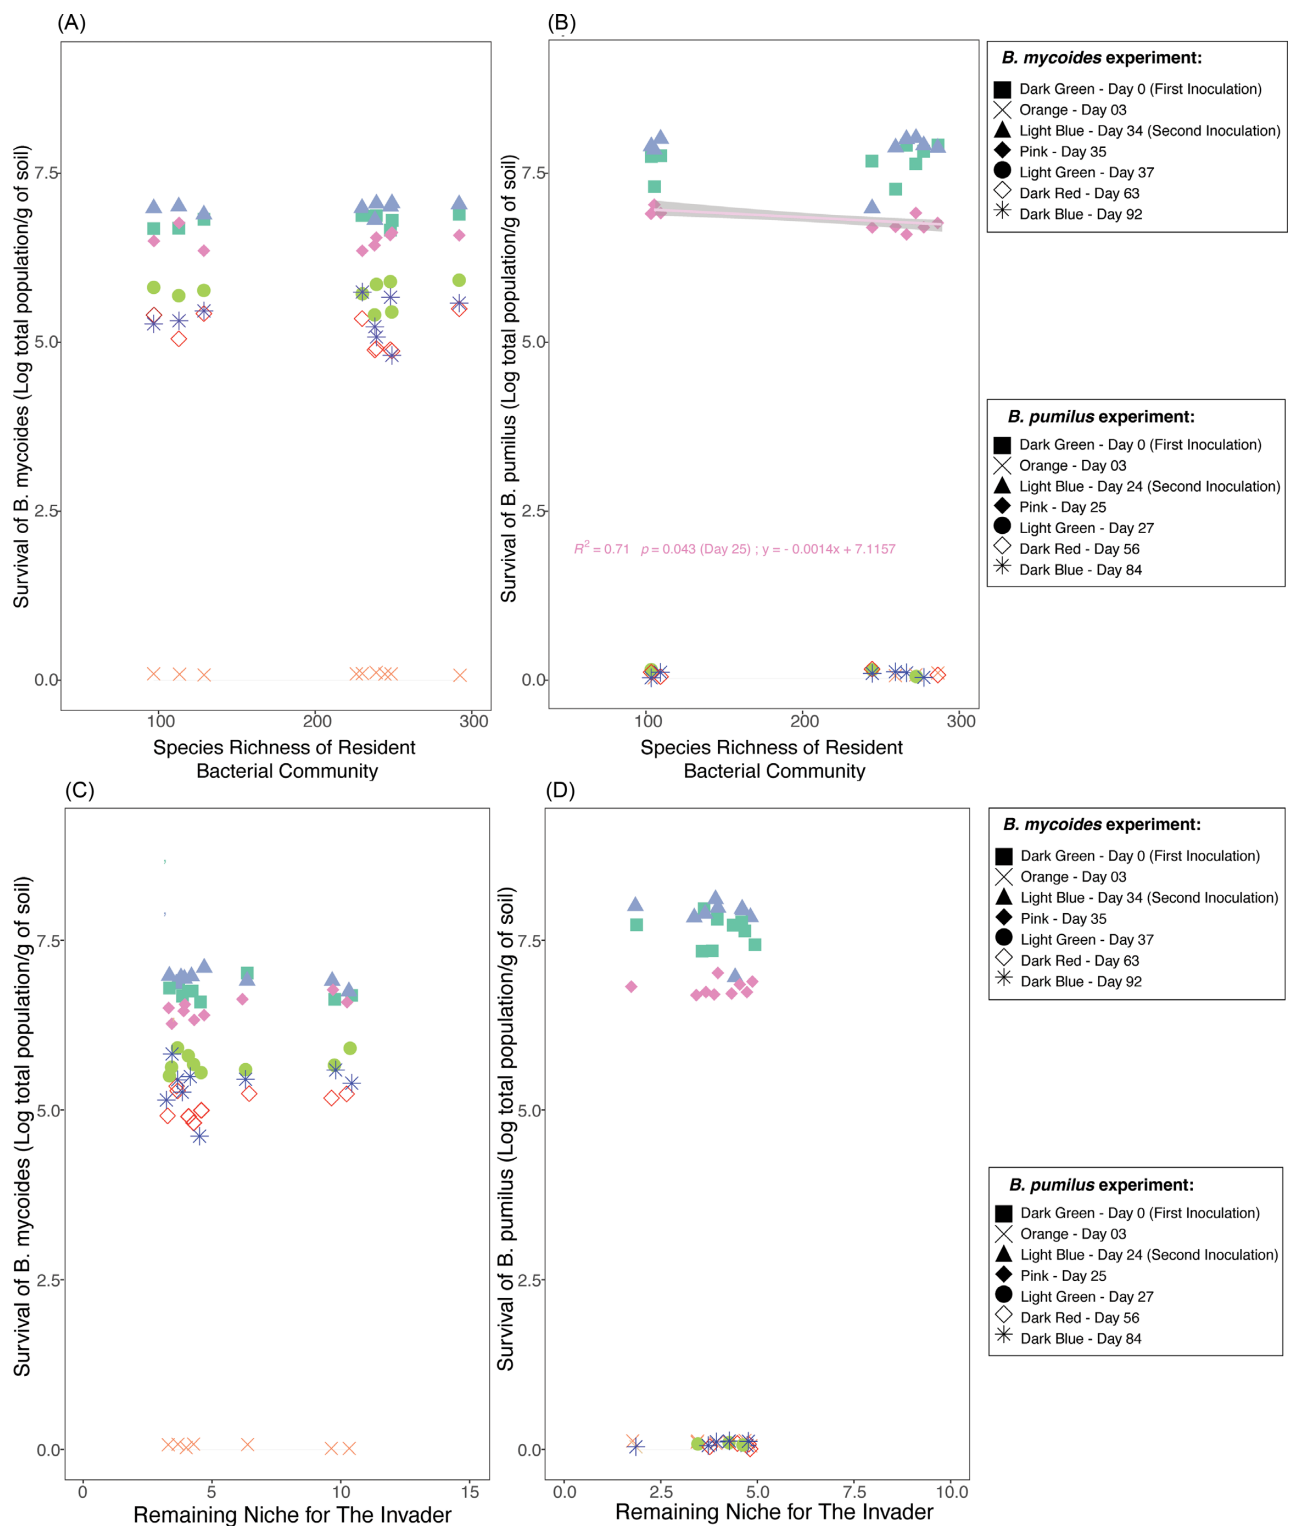 (A)
(B)
Survival of B. mycoides (Log total population/g of soil)
7.5
5.0
2.5
0.0
100
200
300
Species Richness of Resident
Bacterial Community
Survival of B. pumilus (Log total population/g of soil)
7.5
5.0
2.5
0.0
R² = 0.71 p = 0.043 (Day 25) ; y = - 0.0014x + 7.1157
100
200
300
Species Richness of Resident
Bacterial Community
B. mycoides experiment:
Dark Green - Day 0 (First Inoculation)
Orange - Day 03
Light Blue - Day 34 (Second Inoculation)
Pink - Day 35
Light Green - Day 37
Dark Red - Day 63
Dark Blue - Day 92
B. pumilus experiment:
Dark Green - Day 0 (First Inoculation)
Orange - Day 03
Light Blue - Day 24 (Second Inoculation)
Pink - Day 25
Light Green - Day 27
Dark Red - Day 56
Dark Blue - Day 84
(C)
(D)
Survival of B. mycoides (Log total population/g of soil)
7.5
5.0
2.5
0.0
0
5
10
15
Remaining Niche for The Invader
Survival of B. pumilus (Log total population/g of soil)
7.5
5.0
2.5
0.0
0.0
2.5
5.0
7.5
10.0
Remaining Niche for The Invader
B. mycoides experiment:
Dark Green - Day 0 (First Inoculation)
Orange - Day 03
Light Blue - Day 34 (Second Inoculation)
Pink - Day 35
Light Green - Day 37
Dark Red - Day 63
Dark Blue - Day 92
B. pumilus experiment:
Dark Green - Day 0 (First Inoculation)
Orange - Day 03
Light Blue - Day 24 (Second Inoculation)
Pink - Day 25
Light Green - Day 27
Dark Red - Day 56
Dark Blue - Day 84